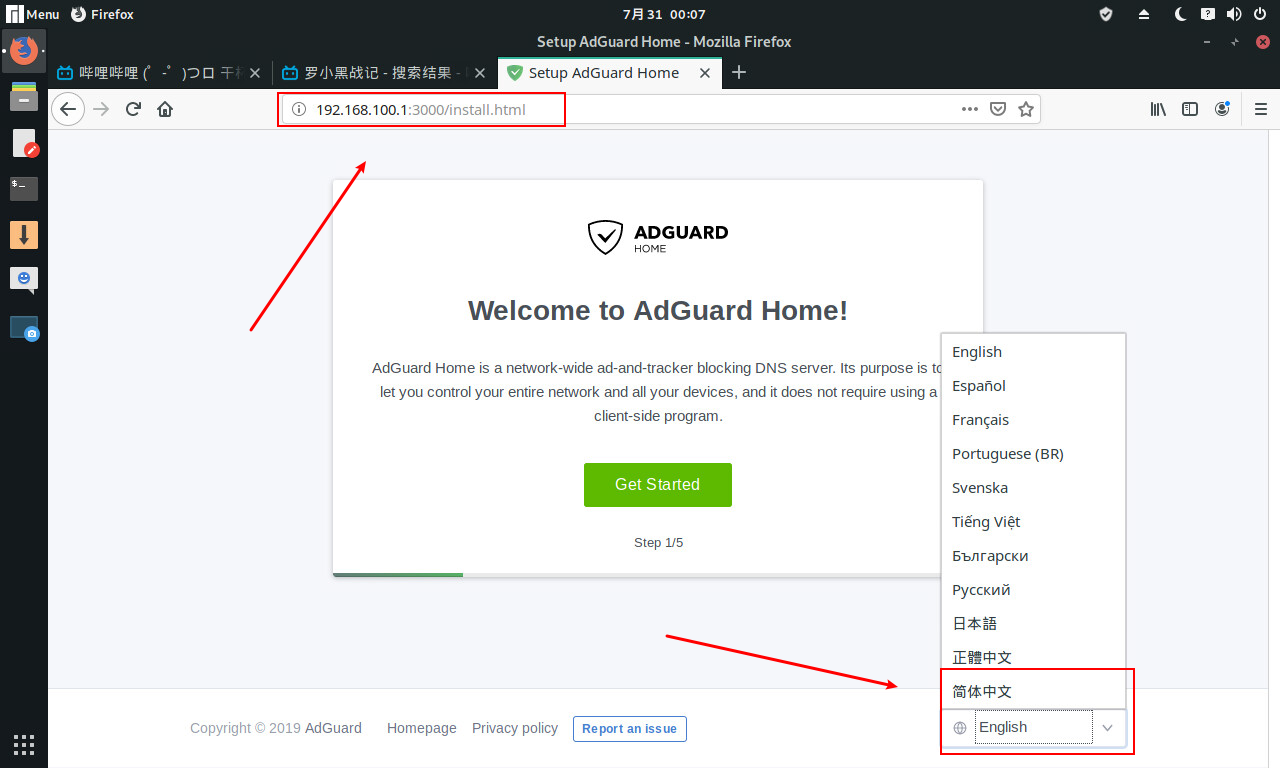 Menu Firefox 7月31 00:07
Setup AdGuard Home - Mozilla Firefox
哔哩哔哩 (゜-゜)つロ 干 罗小黑战记 - 搜索结果 - Setup AdGuard Home
192.168.100.1:3000/install.html
ADGUARD
HOME
Welcome to AdGuard Home!
AdGuard Home is a network-wide ad-and-tracker blocking DNS server. Its purpose is to
let you control your entire network and all your devices, and it does not require using a
client-side program.
Get Started
Step 1/5
English
Español
Français
Portuguese (BR)
Svenska
Tiếng Việt
Български
Русский
日本語
正體中文
简体中文
English
Copyright © 2019 AdGuard Homepage Privacy policy Report an issue